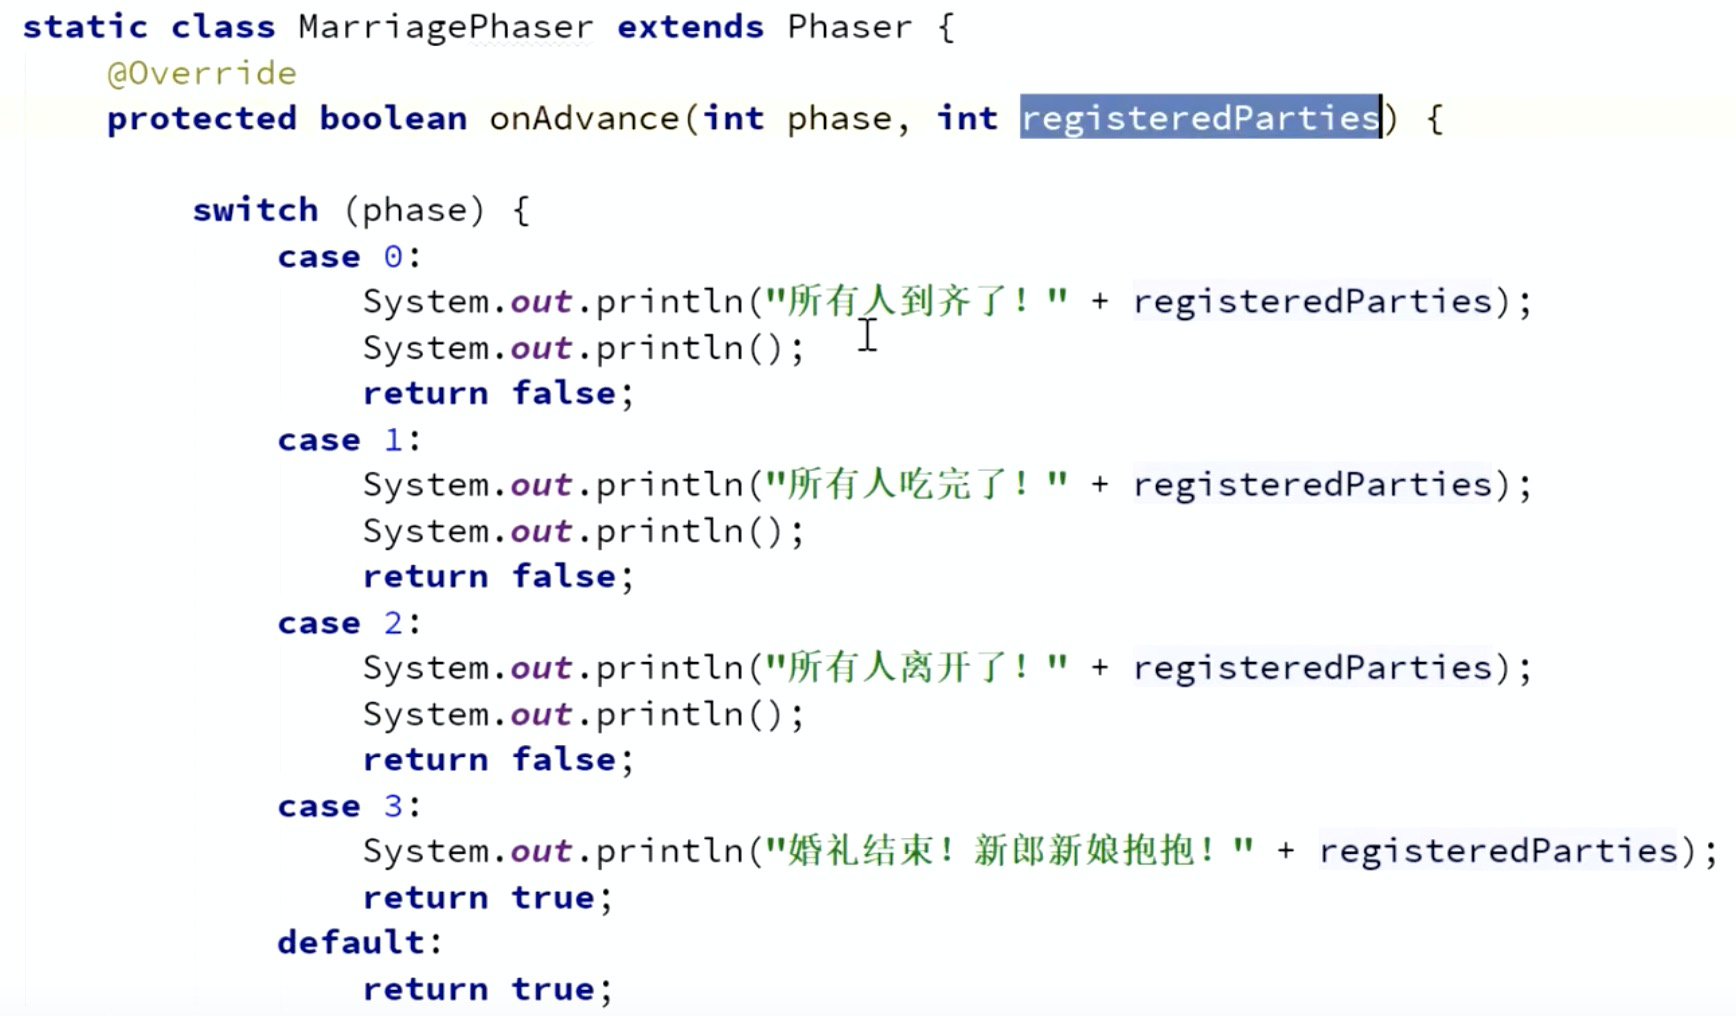 static class MarriagePhaser extends Phaser {
@Override
protected boolean onAdvance(int phase, int registeredParties) {
switch (phase) {
case 0:
System.out.println("所有人到齐了！" + registeredParties);
System.out.println();
return false;
case 1:
System.out.println("所有人吃完了！" + registeredParties);
System.out.println();
return false;
case 2:
System.out.println("所有人离开了！" + registeredParties);
System.out.println();
return false;
case 3:
System.out.println("婚礼结束！新郎新娘抱抱！" + registeredParties);
return true;
default:
return true;